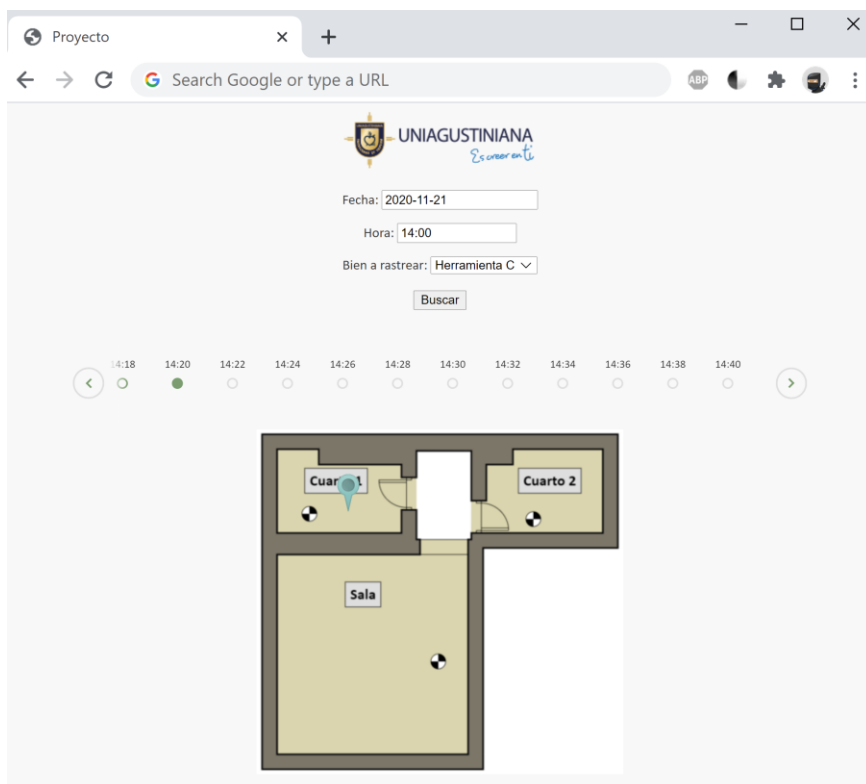 Proyecto
Search Google or type a URL
ABP
UNIAGUSTINIANA
Es creer en ti
Fecha: 2020-11-21
Hora: 14:00
Bien a rastrear: Herramienta C
Buscar
14:18 14:20 14:22 14:24 14:26 14:28 14:30 14:32 14:34 14:36 14:38 14:40
Cuarto 1 Cuarto 2
Sala